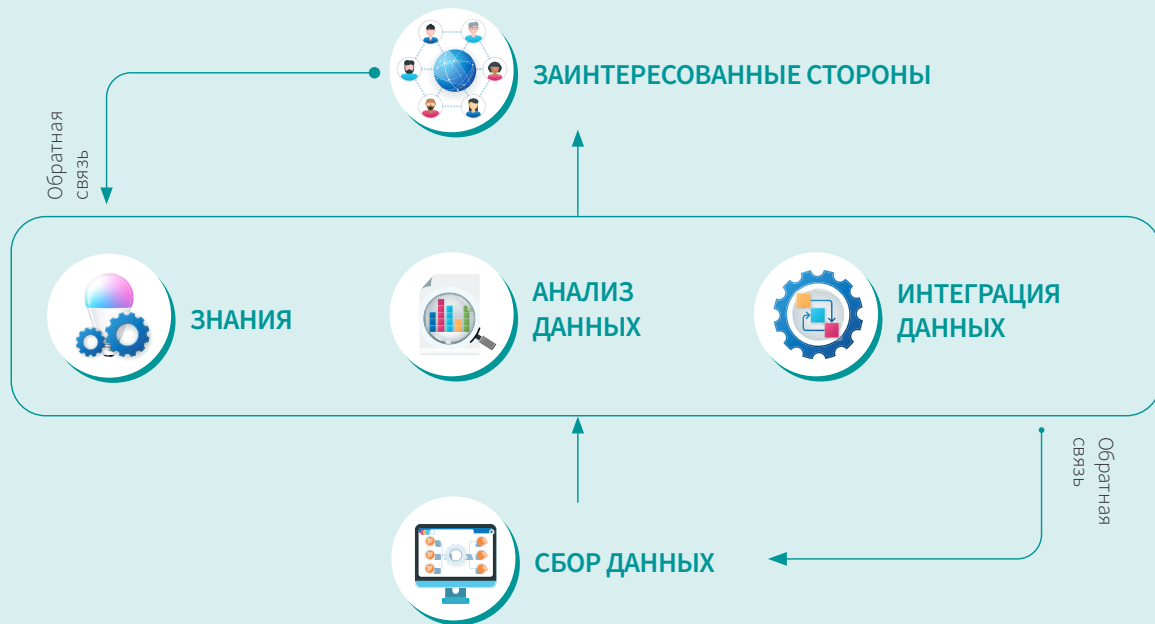 ЗАИНТЕРЕСОВАННЫЕ СТОРОНЫ
Обратная
связь
ЗНАНИЯ
АНАЛИЗ
ДАННЫХ
ИНТЕГРАЦИЯ
ДАННЫХ
Обратная
связь
СБОР ДАННЫХ